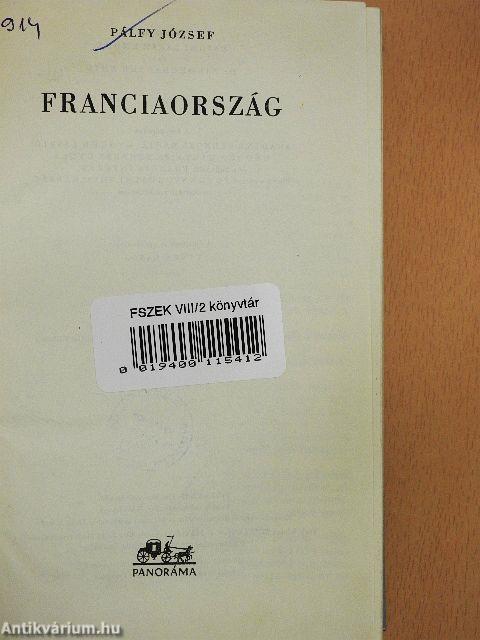 914
PÁLFY JÓZSEF
FRANCIAORSZÁG
FSZEK VIII/2 könyvtár
0 019400 115412
PANORÁMA
Antikvárium.hu